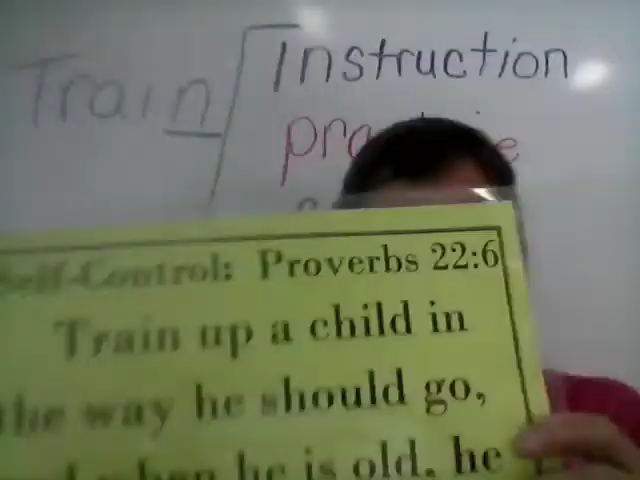 Train
Instruction
Self-Control: Proverbs 22:6
Train up a child in
the way he should go,
when he is old, he